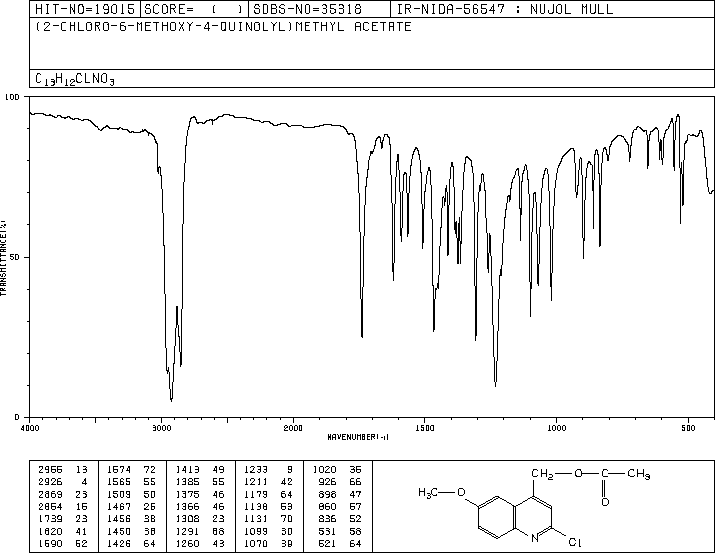 HIT-NO=19015 SCORE= ( ) SDBS-NO=35318 IR-NIDA-56547 : NUJOL MULL
(2-CHLORO-6-METHOXY-4-QUINOLYL)METHYL ACETATE
C13H12CLNO3
100
50
0
TRANSMITTANCE(%)
4000 3000 2000 1500 1000 500
WAVENUMBER(-1)
2955 13 1574 72 1413 49 1233 9 1020 35
2926 4 1565 55 1385 55 1211 42 926 66
2869 23 1509 50 1375 46 1179 64 898 47
2854 15 1467 25 1366 46 1138 53 860 57
1739 23 1456 38 1308 23 1131 70 836 52
1620 41 1450 38 1291 68 1099 30 531 58
1590 52 1426 64 1260 43 1070 39 521 64
CH2—O—C—CH3
O
H3C—O
N
Cl